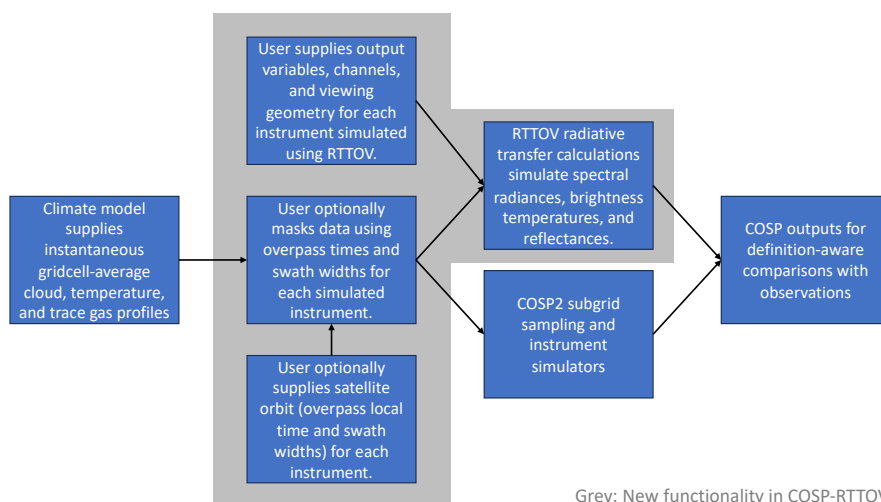 User supplies output
variables, channels,
and viewing
geometry for each
instrument simulated
using RTTOV.
RTTOV radiative
transfer calculations
simulate spectral
radiances, brightness
temperatures, and
reflectances.
Climate model
supplies
instantaneous
gridcell-average
cloud, temperature,
and trace gas profiles
User optionally
masks data using
overpass times and
swath widths for
each simulated
instrument.
COSP outputs for
definition-aware
comparisons with
observations
COSP2 subgrid
sampling and
instrument
simulators
User optionally
supplies satellite
orbit (overpass local
time and swath
widths) for each
instrument.
Grey: New functionality in COSP-RTTOV